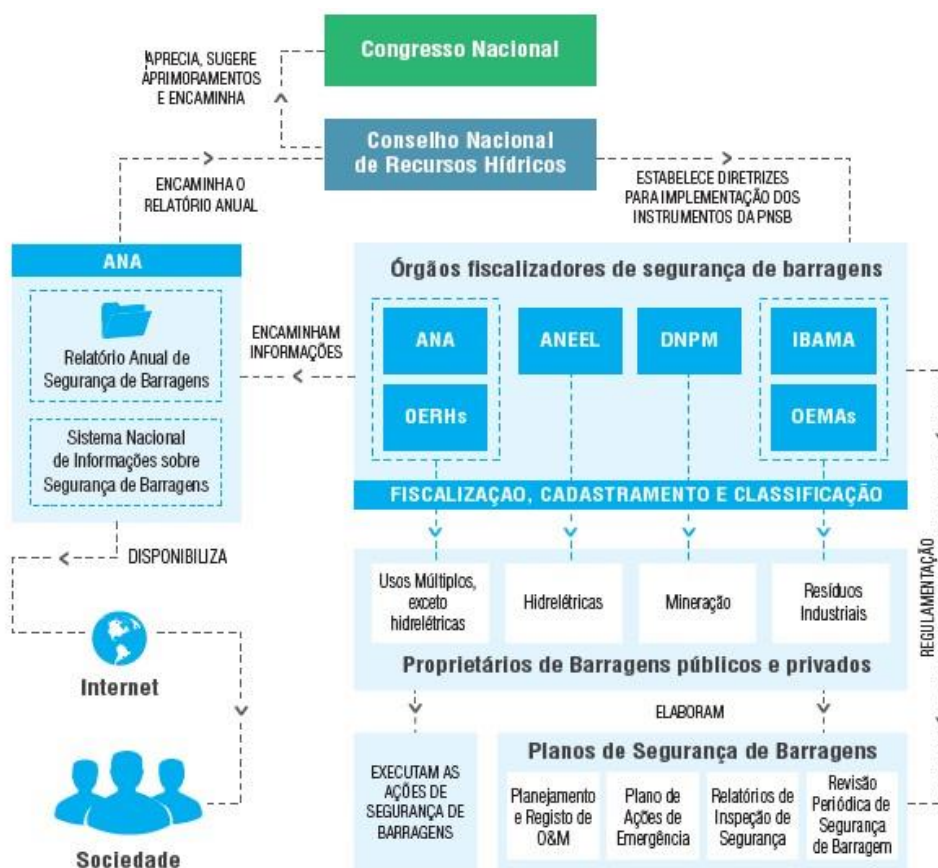 Congresso Nacional
APRECIA, SUGERE
APRIMORAMENTOS
E ENCAMINHA
Conselho Nacional
de Recursos Hídricos
ENCAMINHA O
RELATÓRIO ANUAL
ESTABELECE DIRETRIZES
PARA IMPLEMENTAÇÃO DOS
INSTRUMENTOS DA PNSB
ANA
Relatório Anual de
Segurança de Barragens
Sistema Nacional
de Informações sobre
Segurança de Barragens
ENCAMINHAM
INFORMAÇÕES
Órgãos fiscalizadores de segurança de barragens
ANA
ANEEL
DNPM
IBAMA
OERHs
OEMAs
FISCALIZAÇAO, CADASTRAMENTO E CLASSIFICAÇÃO
DISPONIBILIZA
Usos Múltiplos,
exceto
hidrelétricas
Hidrelétricas
Mineração
Resíduos
Industriais
Proprietários de Barragens públicos e privados
REGULAMENTAÇÃO
Internet
ELABORAM
EXECUTAM AS
AÇÕES DE
SEGURANÇA DE
BARRAGENS
Planos de Segurança de Barragens
Planejamento
e Registo de
O&M
Plano de
Ações de
Emergência
Relatórios de
Inspeção de
Segurança
Revisão
Periódica de
Segurança
de Barragem
Sociedade